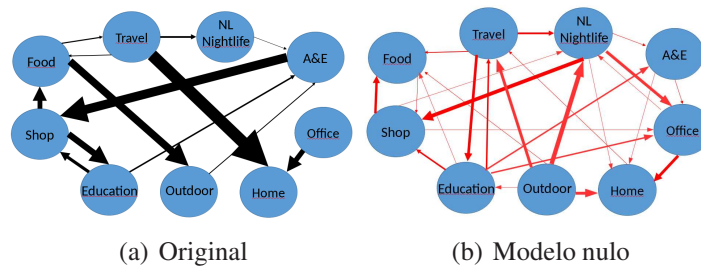 Travel
NL
Nightlife
Food
A&E
Shop
Office
Education
Outdoor
Home
Travel
NL
Nightlife
Food
A&E
Shop
Office
Education
Outdoor
Home
(a) Original
(b) Modelo nulo